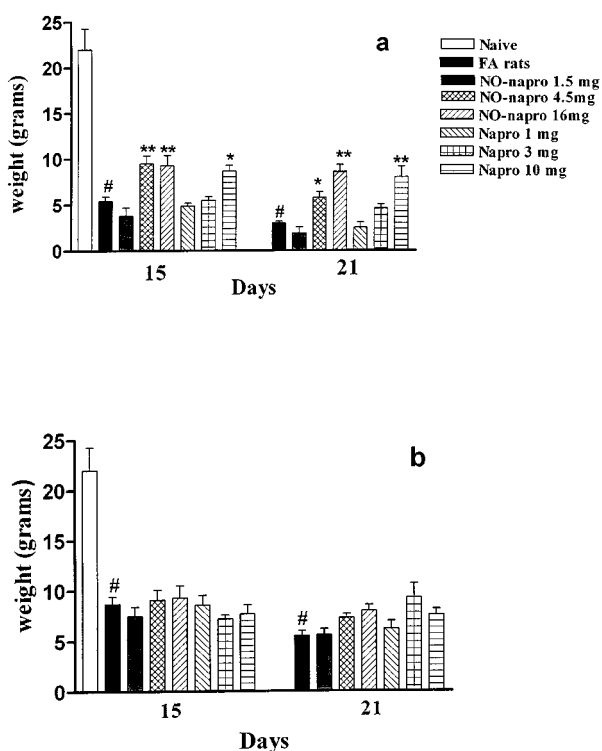 a
25
20
15
10
5
0
weight (grams)
# ** ** * # * ** **
15 21
Days
Naive
FA rats
NO-napro 1.5 mg
NO-napro 4.5mg
NO-napro 16mg
Napro 1 mg
Napro 3 mg
Napro 10 mg
b
25
20
15
10
5
0
weight (grams)
# #
15 21
Days